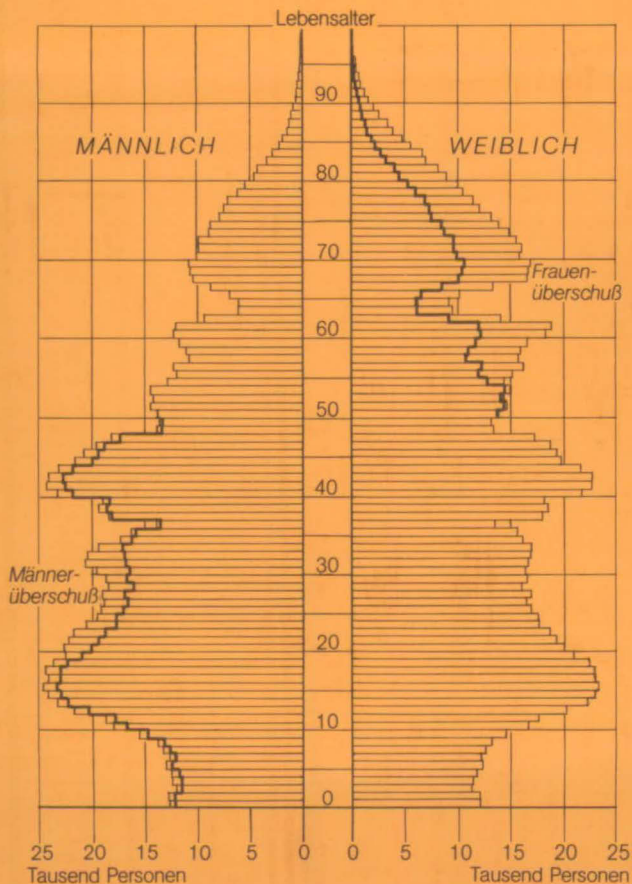 Lebensalter
MÄNNLICH
WEIBLICH
90
80
70
60
50
40
30
20
10
0
Frauen-
überschuß
Männer-
überschuß
25 20 15 10 5 0 0 5 10 15 20 25
Tausend Personen Tausend Personen